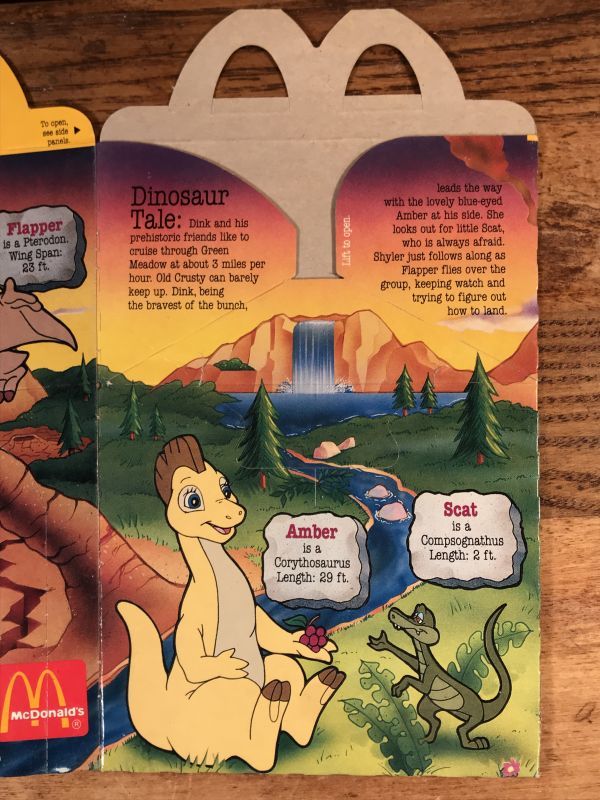 To open,
see side
panels.
Flapper
is a Pterodon.
Wing Span:
23 ft.
McDonald's
®
Dinosaur
Tale: Dink and his
prehistoric friends like to
cruise through Green
Meadow at about 3 miles per
hour. Old Crusty can barely
keep up. Dink, being
the bravest of the bunch,
Lift to open.
leads the way
with the lovely blue-eyed
Amber at his side. She
looks out for little Scat,
who is always afraid.
Shyler just follows along as
Flapper flies over the
group, keeping watch and
trying to figure out
how to land.
Amber
is a
Corythosaurus
Length: 29 ft.
Scat
is a
Compsognathus
Length: 2 ft.